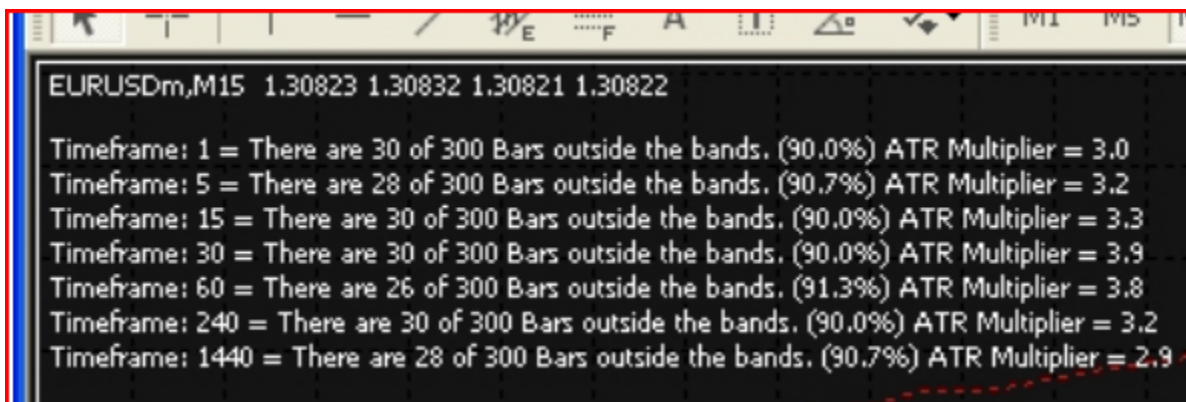 E
F
A
T
M1 M5
EURUSDm,M15 1.30823 1.30832 1.30821 1.30822
Timeframe: 1 = There are 30 of 300 Bars outside the bands. (90.0%) ATR Multiplier = 3.0
Timeframe: 5 = There are 28 of 300 Bars outside the bands. (90.7%) ATR Multiplier = 3.2
Timeframe: 15 = There are 30 of 300 Bars outside the bands. (90.0%) ATR Multiplier = 3.3
Timeframe: 30 = There are 30 of 300 Bars outside the bands. (90.0%) ATR Multiplier = 3.9
Timeframe: 60 = There are 26 of 300 Bars outside the bands. (91.3%) ATR Multiplier = 3.8
Timeframe: 240 = There are 30 of 300 Bars outside the bands. (90.0%) ATR Multiplier = 3.2
Timeframe: 1440 = There are 28 of 300 Bars outside the bands. (90.7%) ATR Multiplier = 2.9